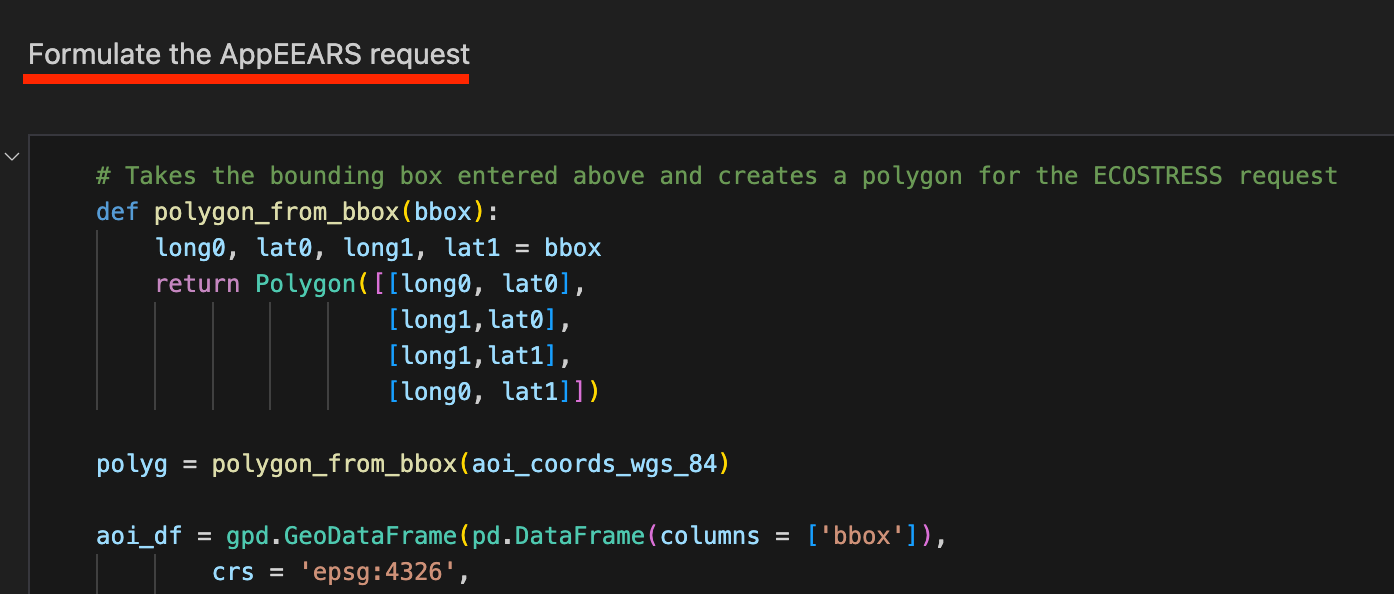 Formulate the AppEEARS request
# Takes the bounding box entered above and creates a polygon for the ECOSTRESS request
def polygon_from_bbox(bbox):
long0, lat0, long1, lat1 = bbox
return Polygon([[long0, lat0],
[long1,lat0],
[long1,lat1],
[long0, lat1]])
polyg = polygon_from_bbox(aoi_coords_wgs_84)
aoi_df = gpd.GeoDataFrame(pd.DataFrame(columns = ['bbox']),
crs = 'epsg:4326',